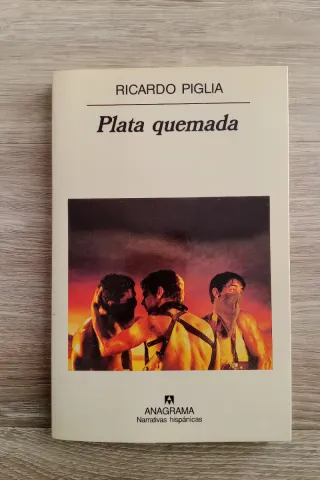 RICARDO PIGLIA
Plata quemada
ANAGRAMA
Narrativas hispánicas